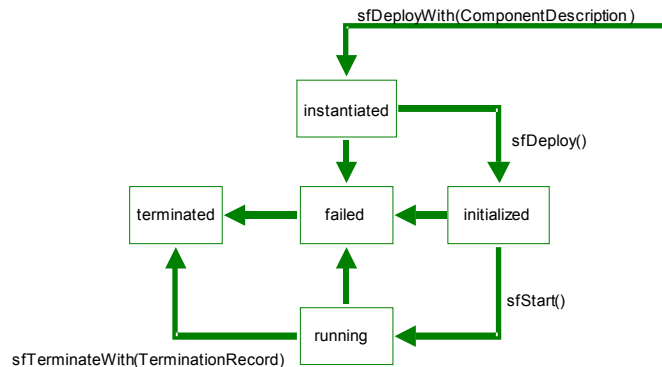 sfDeployWith(ComponentDescription )
instantiated
sfDeploy()
terminated
failed
initialized
sfStart()
running
sfTerminateWith(TerminationRecord)